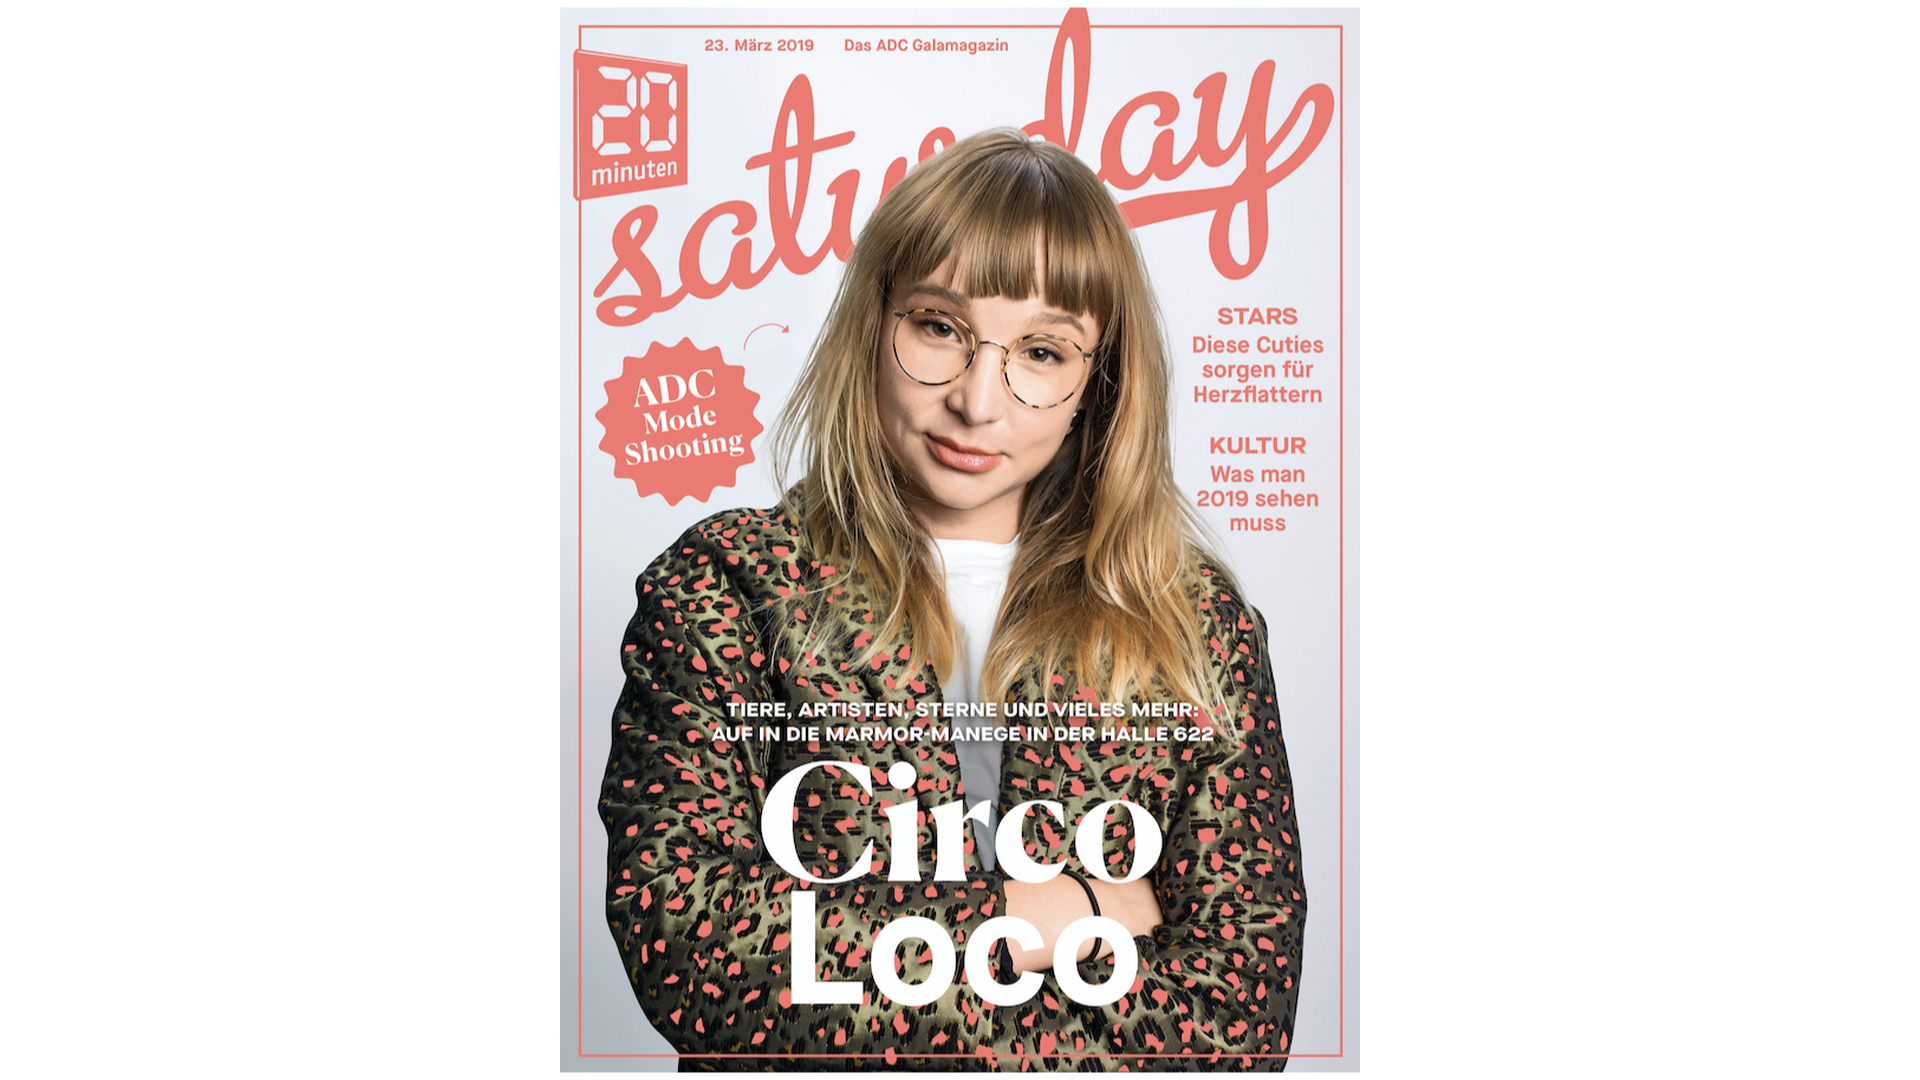 23. März 2019 Das ADC Galamagazin
20
minuten
saturday
ADC
Mode
Shooting
STARS
Diese Cuties
sorgen für
Herzflattern
KULTUR
Was man
2019 sehen
muss
TIERE, ARTISTEN, STERNE UND VIELES MEHR:
AUF IN DIE MARMOR-MANEGE IN DER HALLE 622
Circo
Loco